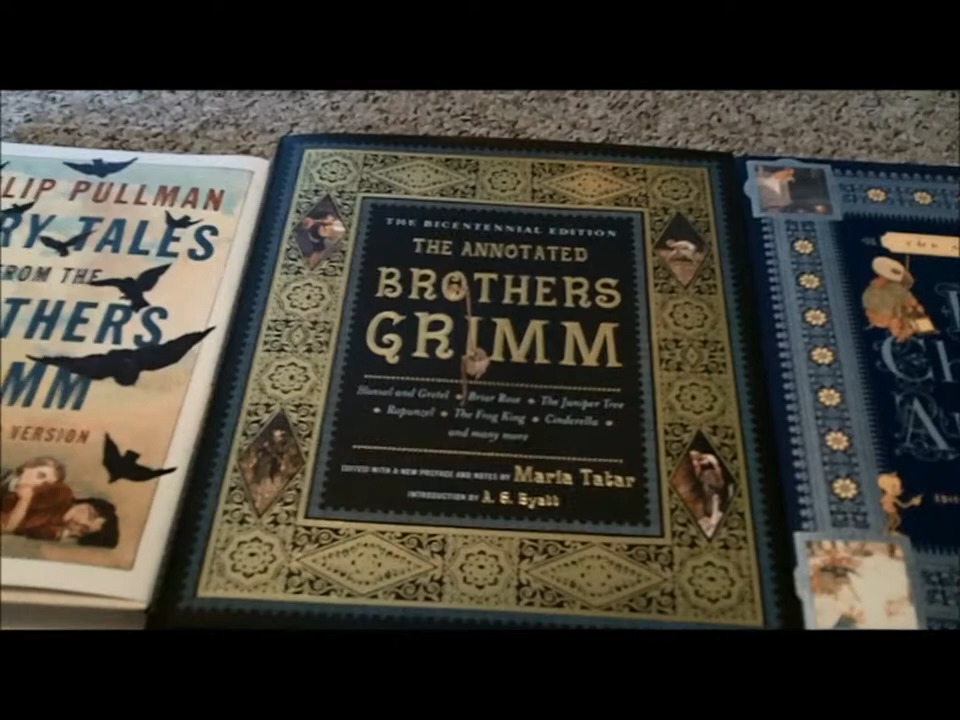 LIP PULLMAN
RY TALES
FROM THE
THERS
MM
VERSION
THE BICENTENNIAL EDITION
THE ANNOTATED
BROTHERS
GRIMM
Hansel and Gretel • Briar Rose • The Juniper Tree
• Rapunzel • The Frog King • Cinderella •
and many more
EDITED WITH A NEW PREFACE AND NOTES BY Maria Tatar
INTRODUCTION BY A. S. Byatt